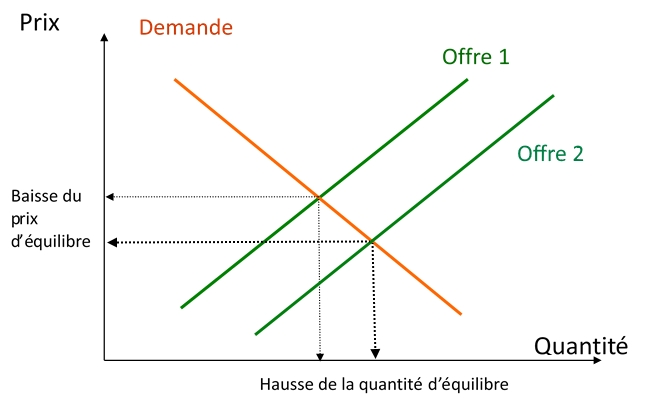 Prix
Demande
Offre 1
Offre 2
Baisse du
prix
d’équilibre
Quantité
Hausse de la quantité d’équilibre